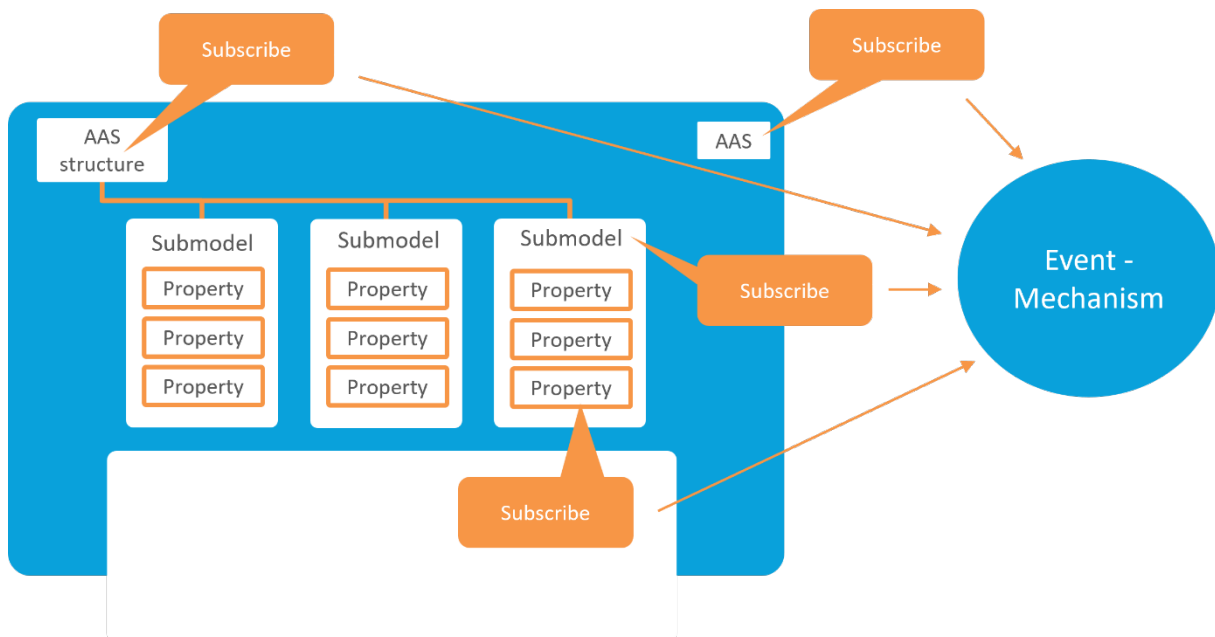 Subscribe
Subscribe
AAS
structure
AAS
Submodel
Property
Property
Property
Submodel
Property
Property
Property
Submodel
Property
Property
Property
Subscribe
Subscribe
Event -
Mechanism